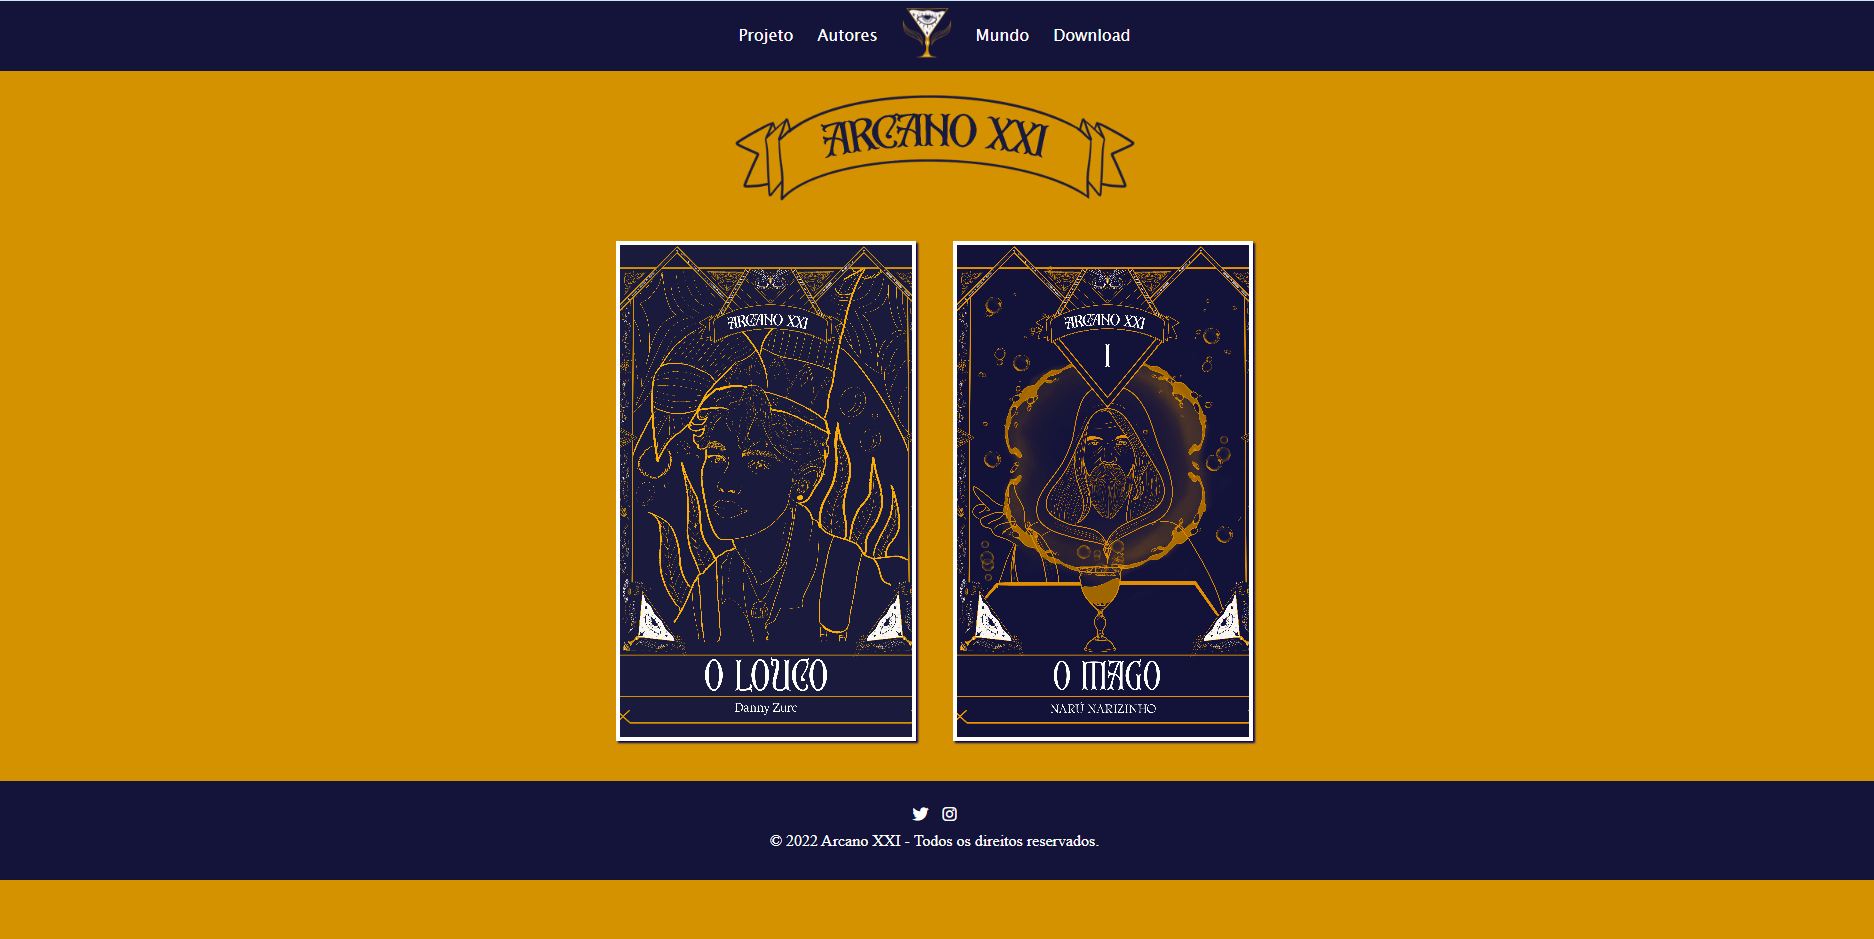 Projeto Autores Mundo Download
ARCANO XXI
ARCANO XXI
O LOUCO
Danny Zurc
ARCANO XXI
I
O MAGO
NARÚ NARIZINHO
© 2022 Arcano XXI - Todos os direitos reservados.